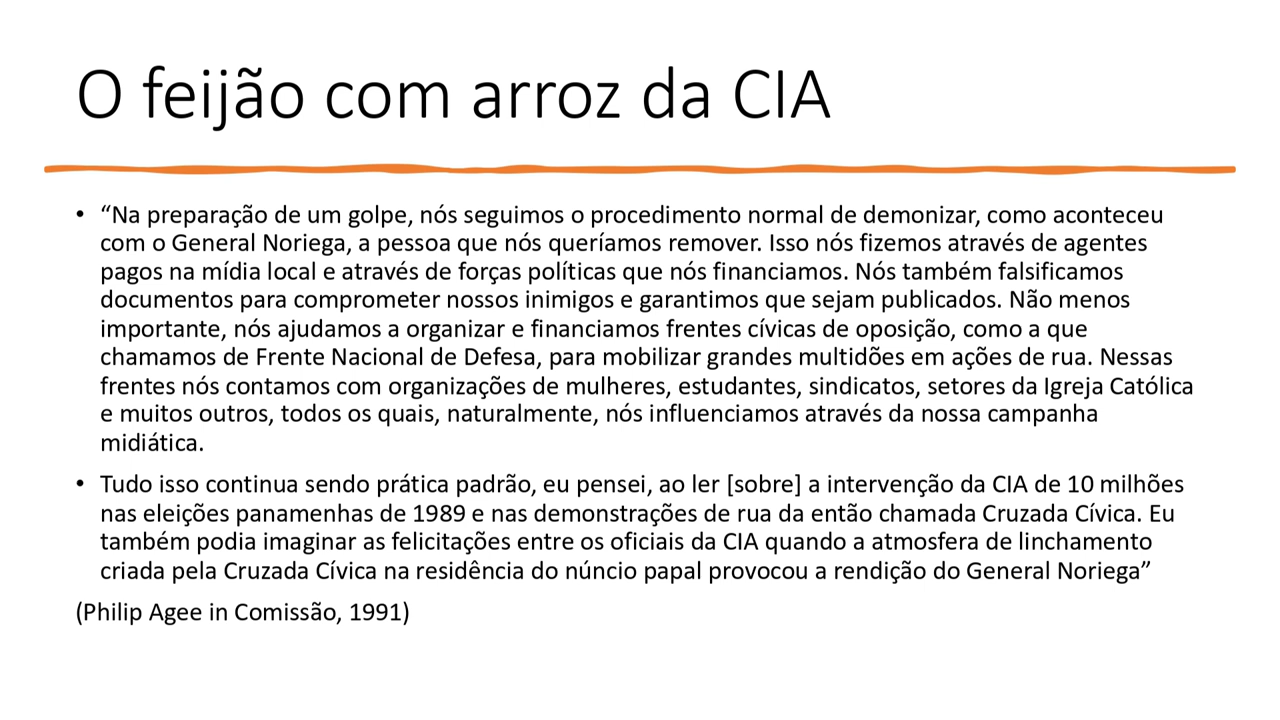 O feijão com arroz da CIA
• “Na preparação de um golpe, nós seguimos o procedimento normal de demonizar, como aconteceu
com o General Noriega, a pessoa que nós queríamos remover. Isso nós fizemos através de agentes
pagos na mídia local e através de forças políticas que nós financiamos. Nós também falsificamos
documentos para comprometer nossos inimigos e garantimos que sejam publicados. Não menos
importante, nós ajudamos a organizar e financiamos frentes cívicas de oposição, como a que
chamamos de Frente Nacional de Defesa, para mobilizar grandes multidões em ações de rua. Nessas
frentes nós contamos com organizações de mulheres, estudantes, sindicatos, setores da Igreja Católica
e muitos outros, todos os quais, naturalmente, nós influenciamos através da nossa campanha
midiática.
• Tudo isso continua sendo prática padrão, eu pensei, ao ler [sobre] a intervenção da CIA de 10 milhões
nas eleições panamenhas de 1989 e nas demonstrações de rua da então chamada Cruzada Cívica. Eu
também podia imaginar as felicitações entre os oficiais da CIA quando a atmosfera de linchamento
criada pela Cruzada Cívica na residência do núncio papal provocou a rendição do General Noriega”
(Philip Agee in Comissão, 1991)